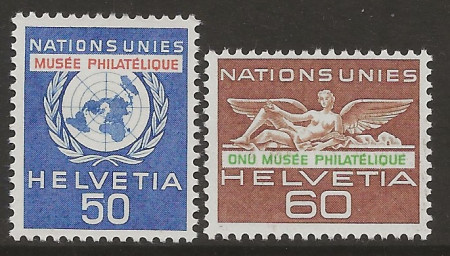 NATIONS UNIES
MUSÉE PHILATÉLIQUE
HELVETIA
50
NATIONS UNIES
ONU MUSÉE PHILATÉLIQUE
HELVETIA
60